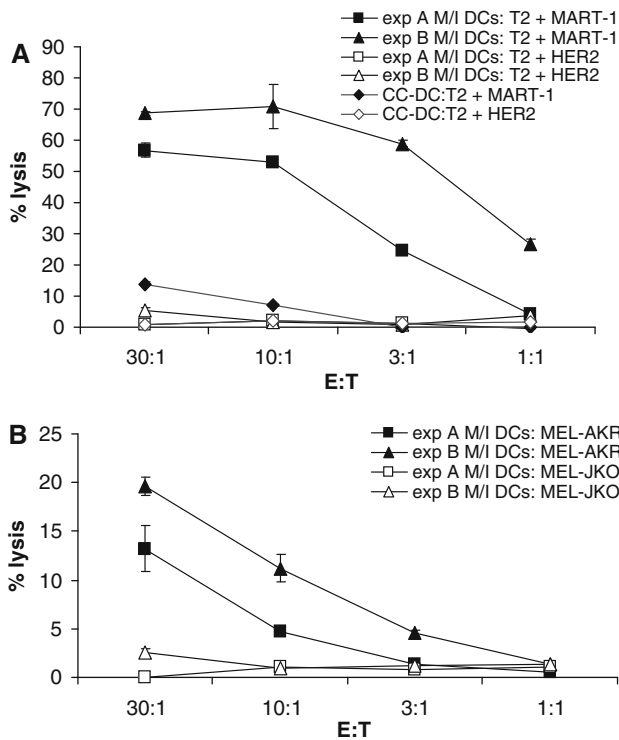 A
exp A M/I DCs: T2 + MART-1
exp B M/I DCs: T2 + MART-1
exp A M/I DCs: T2 + HER2
exp B M/I DCs: T2 + HER2
CC-DC:T2 + MART-1
CC-DC:T2 + HER2
% lysis
90
80
70
60
50
40
30
20
10
0
30:1 10:1 3:1 1:1
E:T
B
exp A M/I DCs: MEL-AKR
exp B M/I DCs: MEL-AKR
exp A M/I DCs: MEL-JKO
exp B M/I DCs: MEL-JKO
% lysis
25
20
15
10
5
0
30:1 10:1 3:1 1:1
E:T